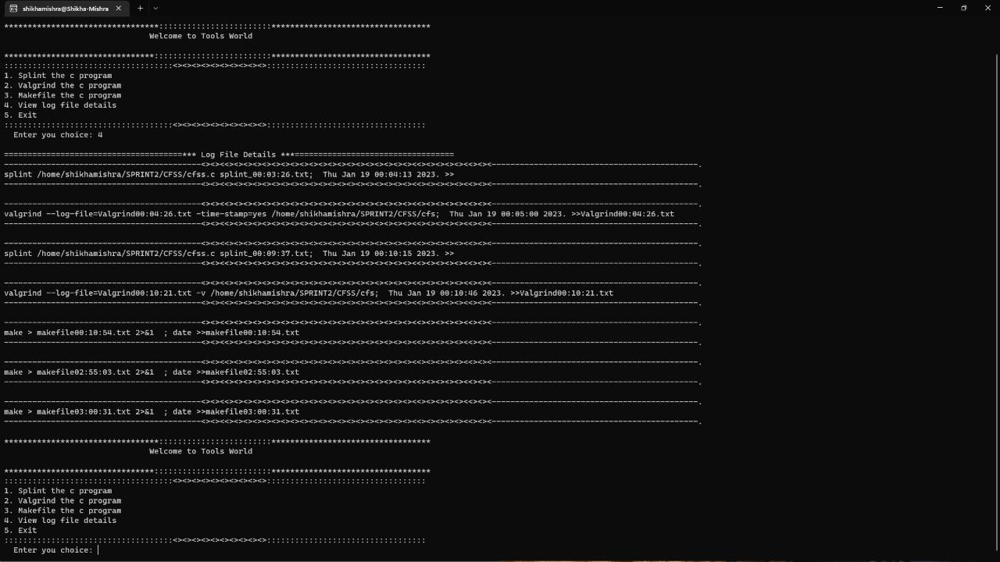 shikhamishra@Shikha-Mishra
*********************************::::::::::::::::::::::::**********************************
Welcome to Tools World
********************************:::::::::::::::::::::::::**********************************
::::::::::::::::::::::::::::::::::::<><><><><><><><><><>::::::::::::::::::::::::::::::::::
1. Splint the c program
2. Valgrind the c program
3. Makefile the c program
4. View log file details
5. Exit
::::::::::::::::::::::::::::::::::::<><><><><><><><><><>::::::::::::::::::::::::::::::::::
Enter you choice: 4
======================================*** Log File Details ***==================================
splint /home/shikhamishra/SPRINT2/CFSS/cfss.c splint_00:03:26.txt;  Thu Jan 19 00:04:13 2023. >>
valgrind --log-file=Valgrind00:04:26.txt -time-stamp=yes /home/shikhamishra/SPRINT2/CFSS/cfs;  Thu Jan 19 00:05:00 2023. >>Valgrind00:04:26.txt
splint /home/shikhamishra/SPRINT2/CFSS/cfss.c splint_00:09:37.txt;  Thu Jan 19 00:10:15 2023. >>
valgrind --log-file=Valgrind00:10:21.txt -v /home/shikhamishra/SPRINT2/CFSS/cfs;  Thu Jan 19 00:10:46 2023. >>Valgrind00:10:21.txt
make > makefile00:10:54.txt 2>&1  ; date >>makefile00:10:54.txt
make > makefile02:55:03.txt 2>&1  ; date >>makefile02:55:03.txt
make > makefile03:00:31.txt 2>&1  ; date >>makefile03:00:31.txt
*********************************::::::::::::::::::::::::**********************************
Welcome to Tools World
********************************:::::::::::::::::::::::::**********************************
::::::::::::::::::::::::::::::::::::<><><><><><><><><><>::::::::::::::::::::::::::::::::::
1. Splint the c program
2. Valgrind the c program
3. Makefile the c program
4. View log file details
5. Exit
::::::::::::::::::::::::::::::::::::<><><><><><><><><><>::::::::::::::::::::::::::::::::::
Enter you choice: